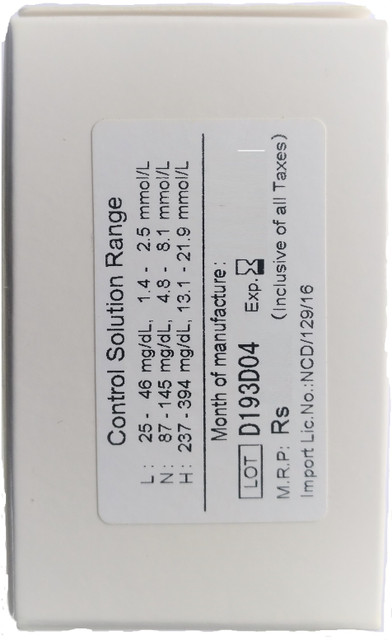 Control Solution Range
L : 25 - 46 mg/dL, 1.4 - 2.5 mmol/L
N : 87 - 145 mg/dL, 4.8 - 8.1 mmol/L
H : 237 - 394 mg/dL, 13.1 - 21.9 mmol/L
Month of manufacture :
LOT D193D04 Exp.
M.R.P: Rs (Inclusive of all Taxes)
Import Lic.No.:NCD/129/16